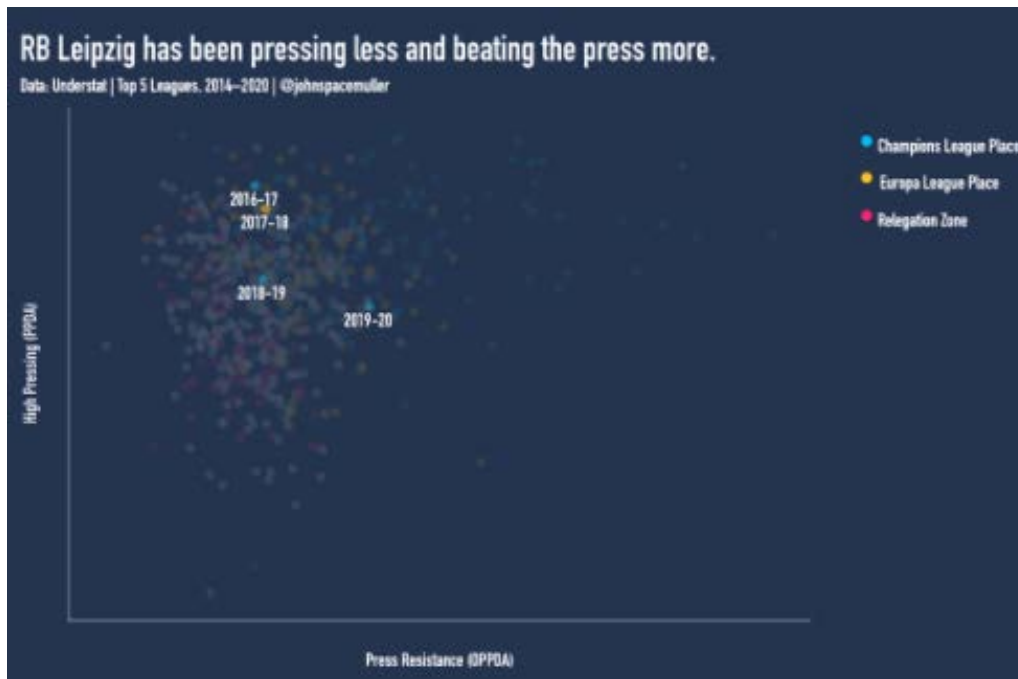 RB Leipzig has been pressing less and beating the press more.
Data: Understat | Top 5 Leagues, 2014–2020 | @johnspacemuller
Champions League Place
Europa League Place
Relegation Zone
2016-17
2017-18
2018-19
2019-20
High Pressing (PPDA)
Press Resistance (OPPDA)